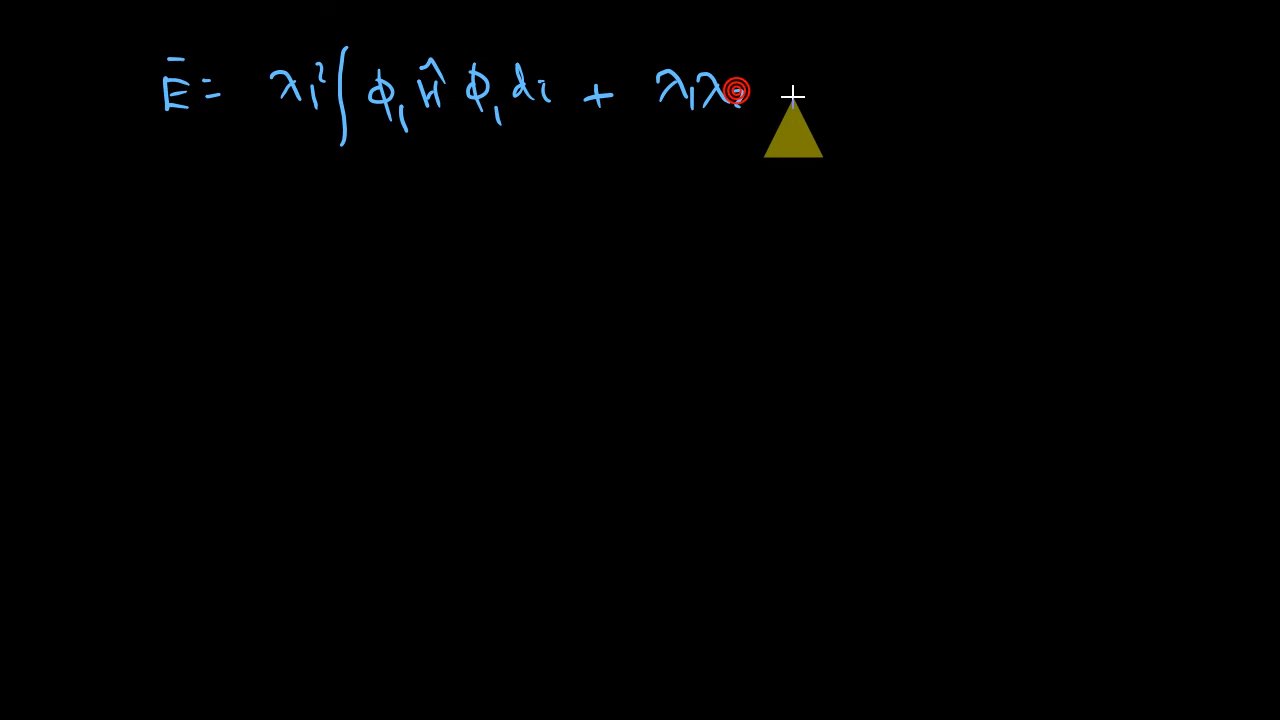 Ē = λ₁² ∫ ϕ₁ Ĥ ϕ₁ dτ + λ₁λ₂